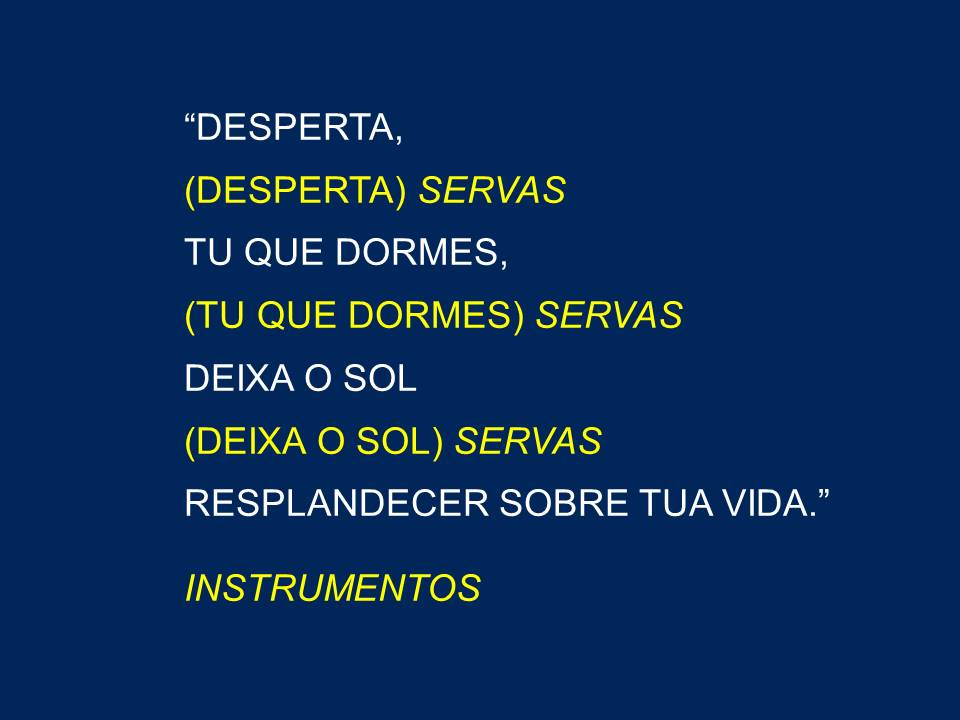 “DESPERTA,
(DESPERTA) SERVAS
TU QUE DORMES,
(TU QUE DORMES) SERVAS
DEIXA O SOL
(DEIXA O SOL) SERVAS
RESPLANDECER SOBRE TUA VIDA.”
INSTRUMENTOS